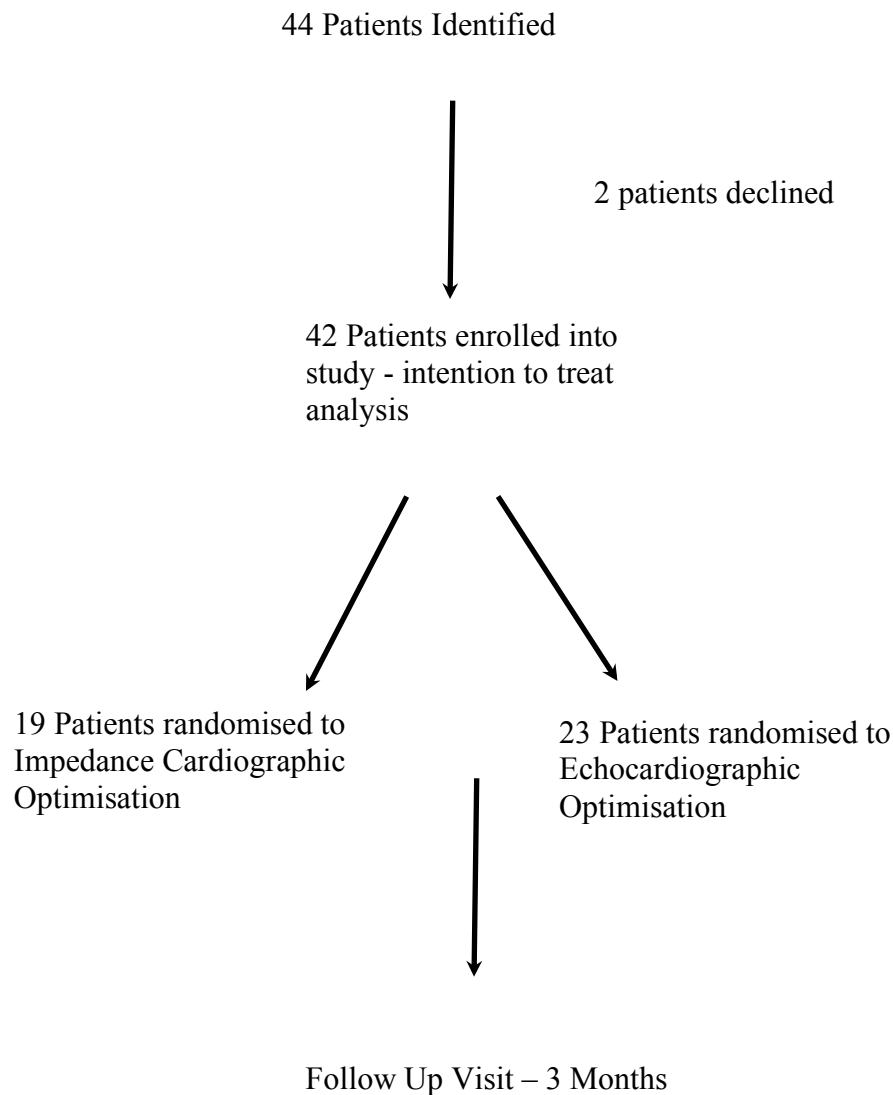 44 Patients Identified
2 patients declined
42 Patients enrolled into
study - intention to treat
analysis
19 Patients randomised to
Impedance Cardiographic
Optimisation
23 Patients randomised to
Echocardiographic
Optimisation
Follow Up Visit – 3 Months